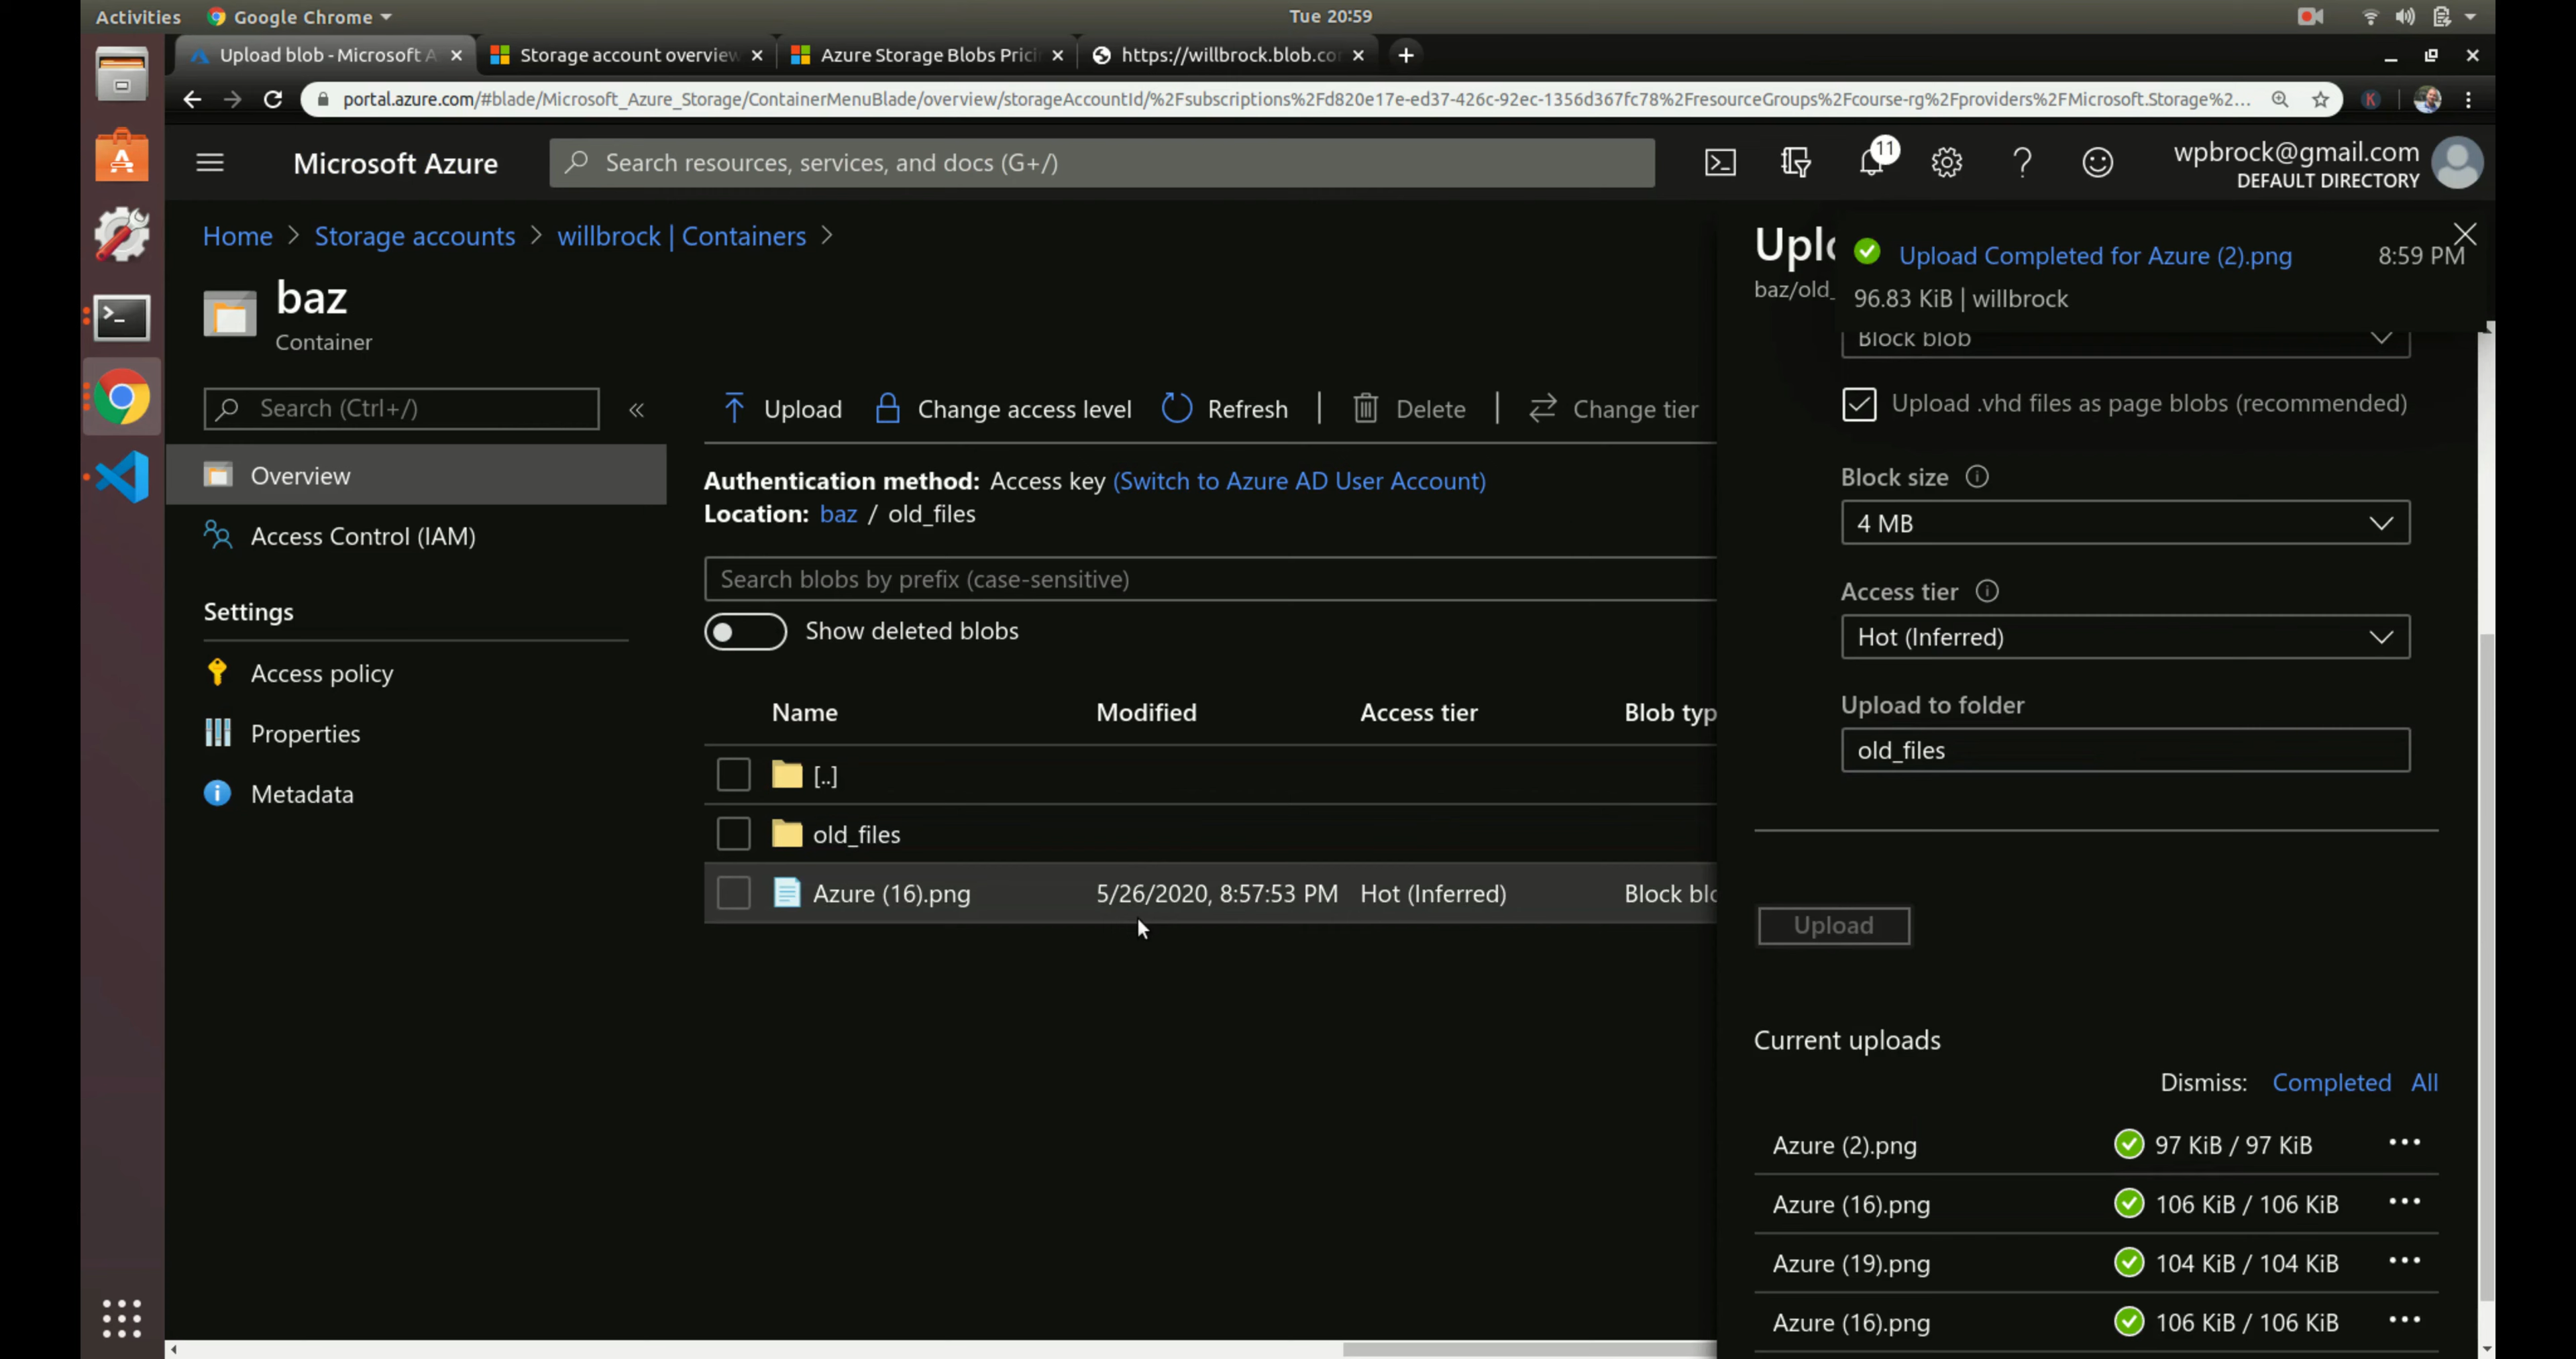 Activities Google Chrome Tue 20:59
Upload blob - Microsoft A Storage account overview Azure Storage Blobs Prici https://willbrock.blob.co
portal.azure.com/#blade/Microsoft_Azure_Storage/ContainerMenuBlade/overview/storageAccountId/%2Fsubscriptions%2Fd820e17e-ed37-426c-92ec-1356d367fc78%2FresourceGroups%2Fcourse-rg%2Fproviders%2FMicrosoft.Storage%2... K
Microsoft Azure Search resources, services, and docs (G+/) 11 wpbrock@gmail.com
DEFAULT DIRECTORY
Home > Storage accounts > willbrock | Containers >
baz
Container
Search (Ctrl+/)
Overview
Access Control (IAM)
Settings
Access policy
Properties
Metadata
Upload Change access level Refresh | Delete | Change tier
Authentication method: Access key (Switch to Azure AD User Account)
Location: baz / old_files
Search blobs by prefix (case-sensitive)
Show deleted blobs
Name Modified Access tier Blob typ
[..]
old_files
Azure (16).png 5/26/2020, 8:57:53 PM Hot (Inferred) Block blo
Uplo
baz/old_
Upload Completed for Azure (2).png 8:59 PM
96.83 KiB | willbrock
Block blob
Upload .vhd files as page blobs (recommended)
Block size
4 MB
Access tier
Hot (Inferred)
Upload to folder
old_files
Upload
Current uploads
Dismiss: Completed All
Azure (2).png 97 KiB / 97 KiB
Azure (16).png 106 KiB / 106 KiB
Azure (19).png 104 KiB / 104 KiB
Azure (16).png 106 KiB / 106 KiB